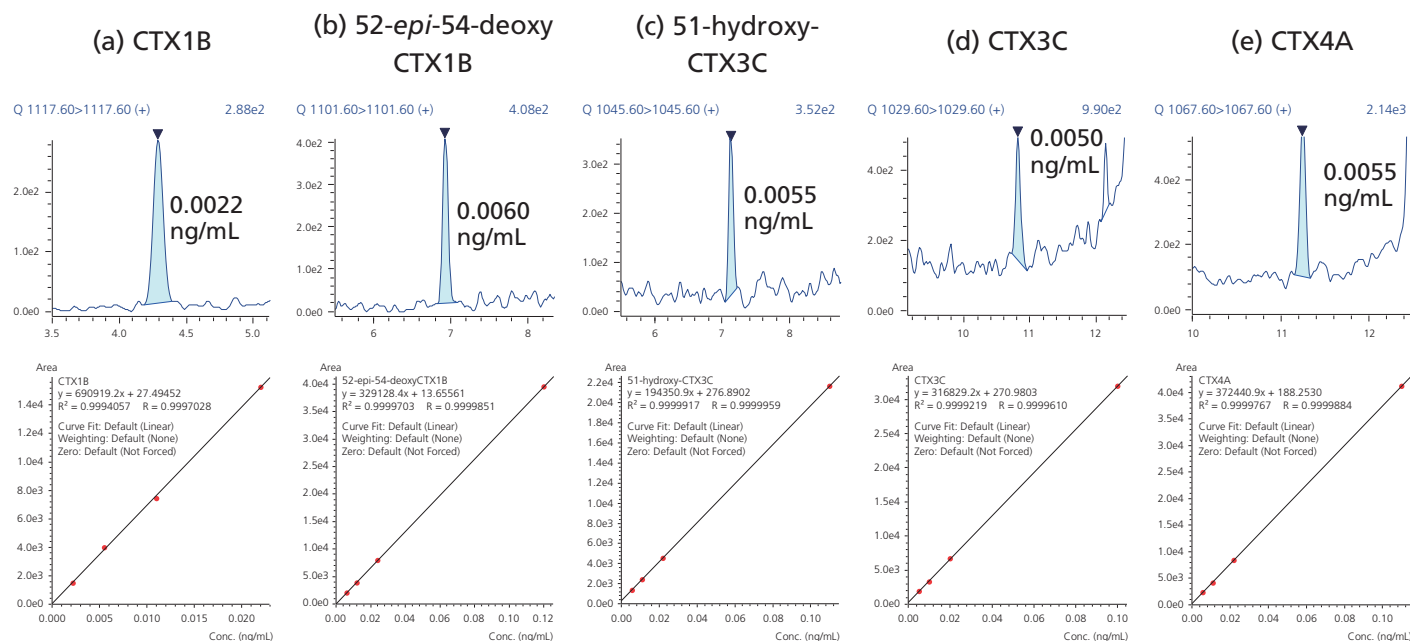 (a) CTX1B
(b) 52-epi-54-deoxy
CTX1B
(c) 51-hydroxy-
CTX3C
(d) CTX3C
(e) CTX4A
Q 1117.60>1117.60 (+) 2.88e2
2.0e2
1.0e2
0.0e0
0.0022
ng/mL
3.5 4.0 4.5 5.0
Q 1101.60>1101.60 (+) 4.08e2
4.0e2
3.0e2
2.0e2
1.0e2
0.0e0
0.0060
ng/mL
6 7 8
Q 1045.60>1045.60 (+) 3.52e2
3.0e2
2.0e2
1.0e2
0.0e0
0.0055
ng/mL
6 7 8
Q 1029.60>1029.60 (+) 9.90e2
4.0e2
2.0e2
0.0e0
0.0050
ng/mL
10 11 12
Q 1067.60>1067.60 (+) 2.14e3
4.0e2
2.0e2
0.0e0
0.0055
ng/mL
10 11 12
Area
CTX1B
y = 690919.2x + 27.49452
R² = 0.9994057 R = 0.9997028
Curve Fit: Default (Linear)
Weighting: Default (None)
Zero: Default (Not Forced)
1.4e4
1.2e4
1.0e4
8.0e3
6.0e3
4.0e3
2.0e3
0.0e0
0.000 0.005 0.010 0.015 0.020
Conc. (ng/mL)
Area
52-epi-54-deoxyCTX1B
y = 329128.4x + 13.65561
R² = 0.9999703 R = 0.9999851
Curve Fit: Default (Linear)
Weighting: Default (None)
Zero: Default (Not Forced)
4.0e4
3.5e4
3.0e4
2.5e4
2.0e4
1.5e4
1.0e4
5.0e3
0.0e0
0.00 0.02 0.04 0.06 0.08 0.10 0.12
Conc. (ng/mL)
Area
51-hydroxy-CTX3C
y = 194350.9x + 276.8902
R² = 0.9999917 R = 0.9999959
Curve Fit: Default (Linear)
Weighting: Default (None)
Zero: Default (Not Forced)
2.2e4
2.0e4
1.8e4
1.6e4
1.4e4
1.2e4
1.0e4
8.0e3
6.0e3
4.0e3
2.0e3
0.0e0
0.00 0.02 0.04 0.06 0.08 0.10
Conc. (ng/mL)
Area
CTX3C
y = 316829.2x + 270.9803
R² = 0.9999219 R = 0.9999610
Curve Fit: Default (Linear)
Weighting: Default (None)
Zero: Default (Not Forced)
3.0e4
2.5e4
2.0e4
1.5e4
1.0e4
5.0e3
0.0e0
0.00 0.02 0.04 0.06 0.08 0.10
Conc. (ng/mL)
Area
CTX4A
y = 372440.9x + 188.2530
R² = 0.9999767 R = 0.9999884
Curve Fit: Default (Linear)
Weighting: Default (None)
Zero: Default (Not Forced)
4.0e4
3.5e4
3.0e4
2.5e4
2.0e4
1.5e4
1.0e4
5.0e3
0.0e0
0.00 0.02 0.04 0.06 0.08 0.10
Conc. (ng/mL)